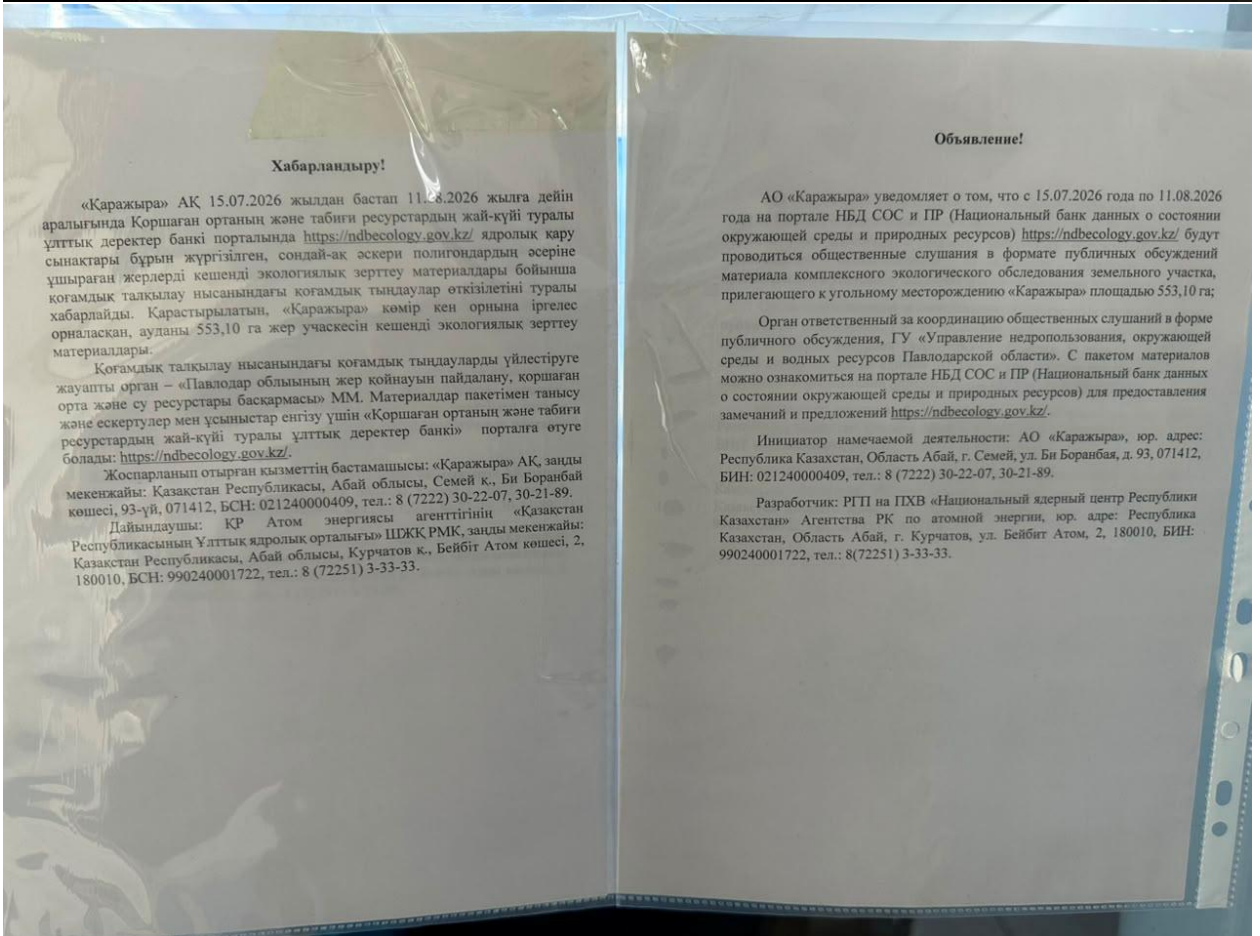 Хабарландыру!
«Қаражыра» АҚ 15.07.2026 жылдан бастап 11.08.2026 жылға дейін
аралығында Қоршаған ортаның және табиғи ресурстардың жай-күйі туралы
ұлттық деректер банкі порталында https://ndbecology.gov.kz/ ядролық қару
сынақтары бұрын жүргізілген, сондай-ақ әскери полигондардың әсеріне
ұшыраған жерлерді кешенді экологиялық зерттеу материалдары бойынша
қоғамдық талқылау нысанындағы қоғамдық тыңдаулар өткізілетіні туралы
хабарлайды. Қарастырылатын, «Қаражыра» көмір кен орнына іргелес
орналасқан, ауданы 553,10 га жер учаскесін кешенді экологиялық зерттеу
материалдары.
Қоғамдық талқылау нысанындағы қоғамдық тыңдауларды үйлестіруге
жауапты орган – «Павлодар облыының жер қойнауын пайдалану, қоршаған
орта және су ресурстары басқармасы» ММ. Материалдар пакетімен танысу
және ескертулер мен ұсыныстар енгізу үшін «Қоршаған ортаның және табиғи
ресурстардың жай-күйі туралы ұлттық деректер банкі» порталға өтуге
болады: https://ndbecology.gov.kz/.
Жоспарланып отырған қызметтің бастамашысы: «Қаражыра» АҚ, заңды
мекенжайы: Қазақстан Республикасы, Абай облысы, Семей қ., Би Боранбай
көшесі, 93-үй, 071412, БСН: 021240000409, тел.: 8 (7222) 30-22-07, 30-21-89.
Дайындаушы: ҚР Атом энергиясы агенттігінің «Қазақстан
Республикасының Ұлттық ядролық орталығы» ШЖҚ РМК, заңды мекенжайы:
Қазақстан Республикасы, Абай облысы, Курчатов қ., Бейбіт Атом көшесі, 2,
180010, БСН: 990240001722, тел.: 8 (72251) 3-33-33.
Объявление!
АО «Каражыра» уведомляет о том, что с 15.07.2026 года по 11.08.2026
года на портале НБД СОС и ПР (Национальный банк данных о состоянии
окружающей среды и природных ресурсов) https://ndbecology.gov.kz/ будут
проводиться общественные слушания в формате публичных обсуждений
материала комплексного экологического обследования земельного участка,
прилегающего к угольному месторождению «Каражыра» площадью 553,10 га;
Орган ответственный за координацию общественных слушаний в форме
публичного обсуждения, ГУ «Управление недропользования, окружающей
среды и водных ресурсов Павлодарской области». С пакетом материалов
можно ознакомиться на портале НБД СОС и ПР (Национальный банк данных
о состоянии окружающей среды и природных ресурсов) для предоставления
замечаний и предложений https://ndbecology.gov.kz/.
Инициатор намечаемой деятельности: АО «Каражыра», юр. адрес:
Республика Казахстан, Область Абай, г. Семей, ул. Би Боранбая, д. 93, 071412,
БИН: 021240000409, тел.: 8 (7222) 30-22-07, 30-21-89.
Разработчик: РГП на ПХВ «Национальный ядерный центр Республики
Казахстан» Агентства РК по атомной энергии, юр. адре: Республика
Казахстан, Область Абай, г. Курчатов, ул. Бейбит Атом, 2, 180010, БИН:
990240001722, тел.: 8(72251) 3-33-33.